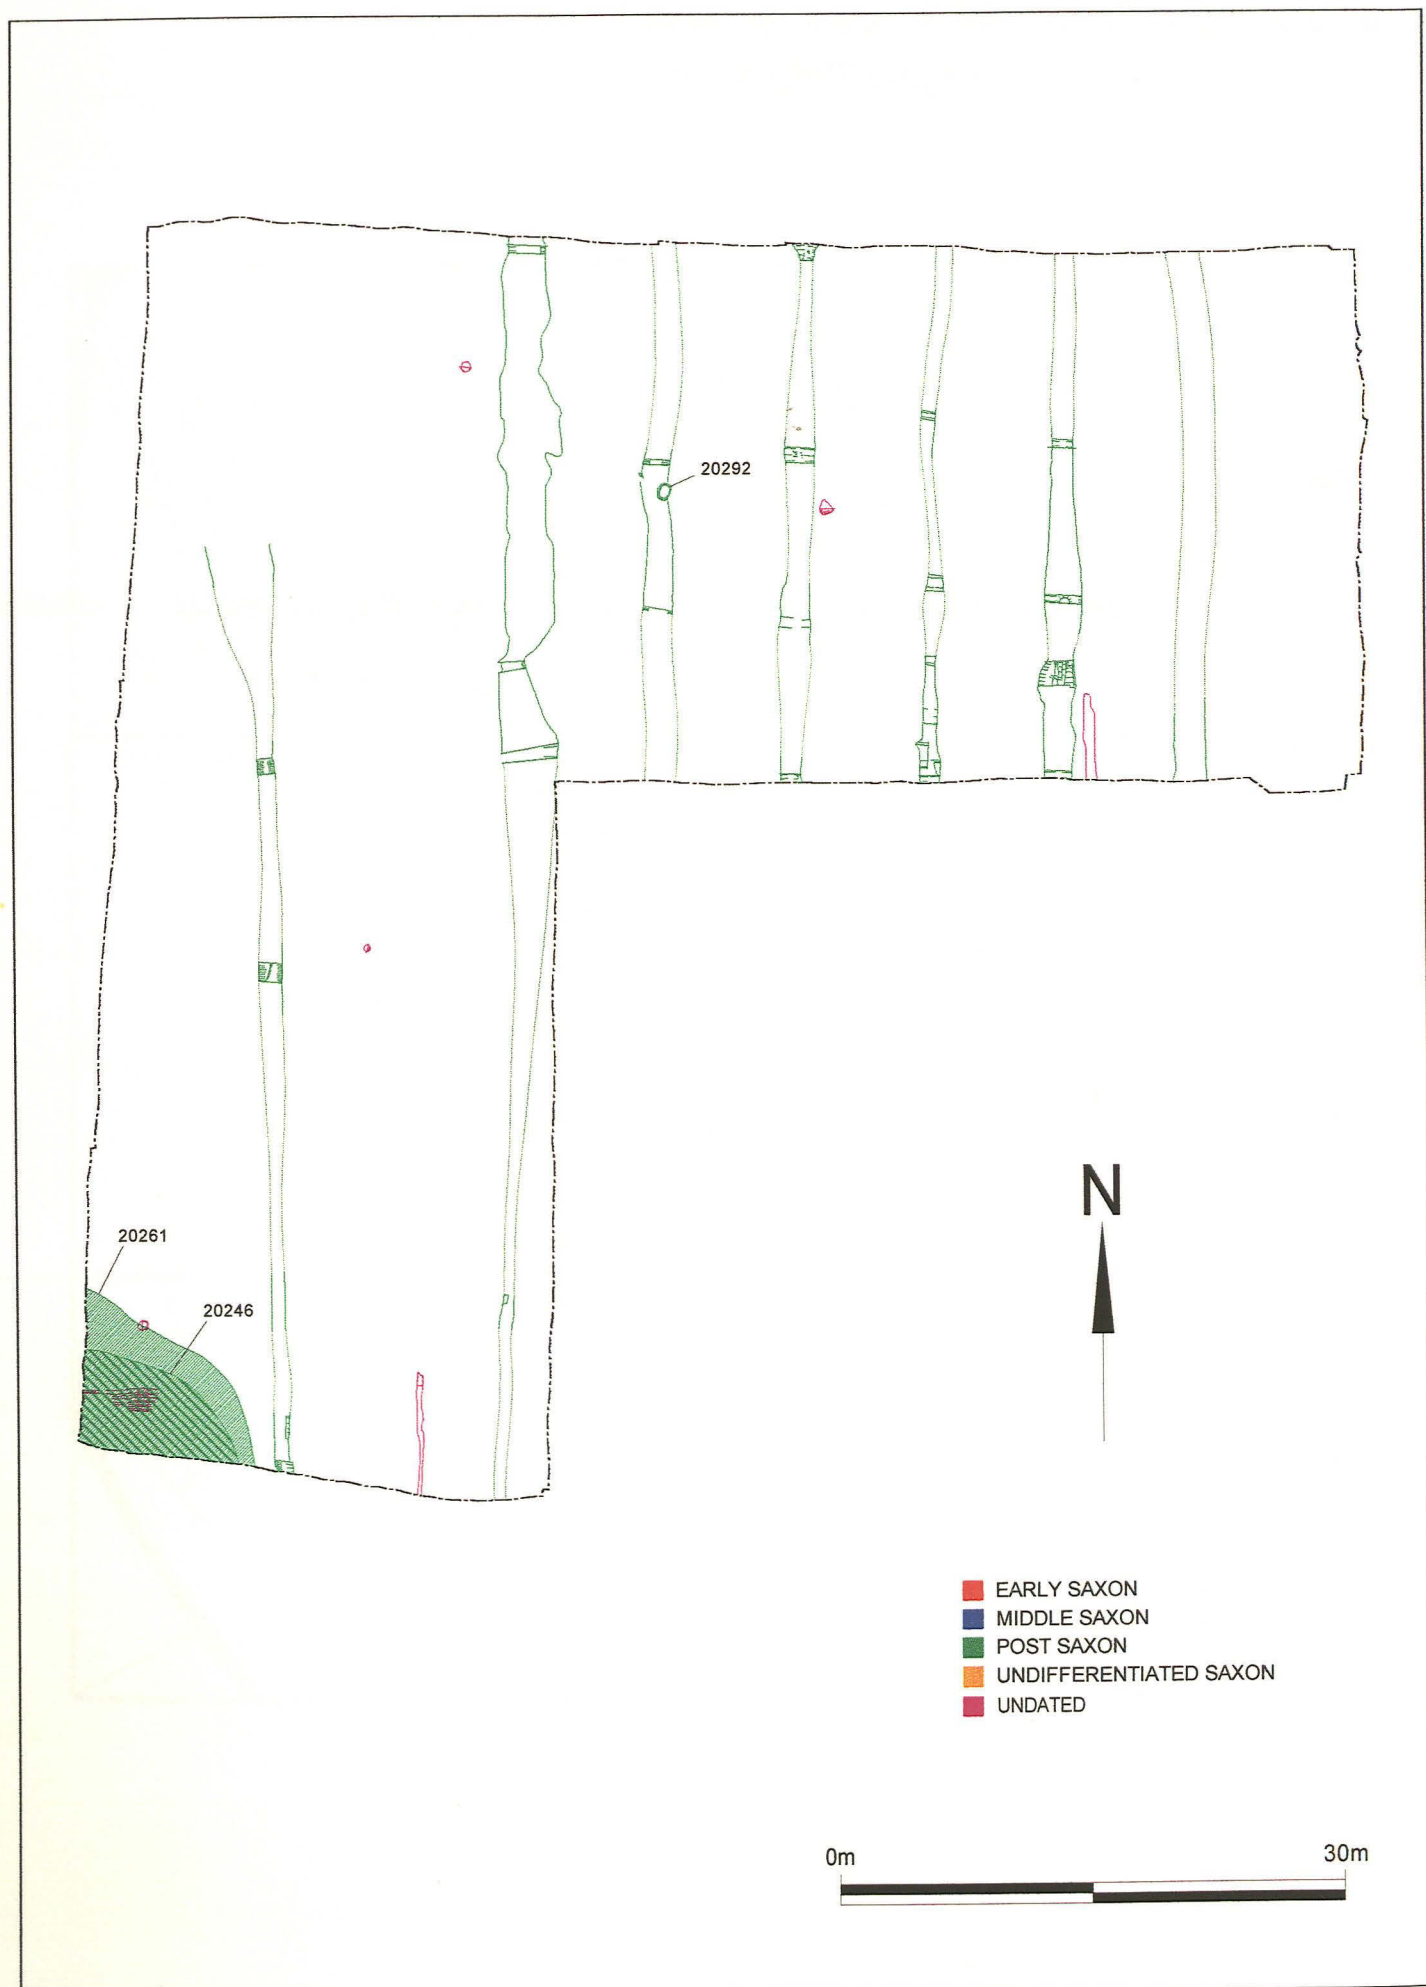 20292
20261
20246
N
EARLY SAXON
MIDDLE SAXON
POST SAXON
UNDIFFERENTIATED SAXON
UNDATED
0m 30m